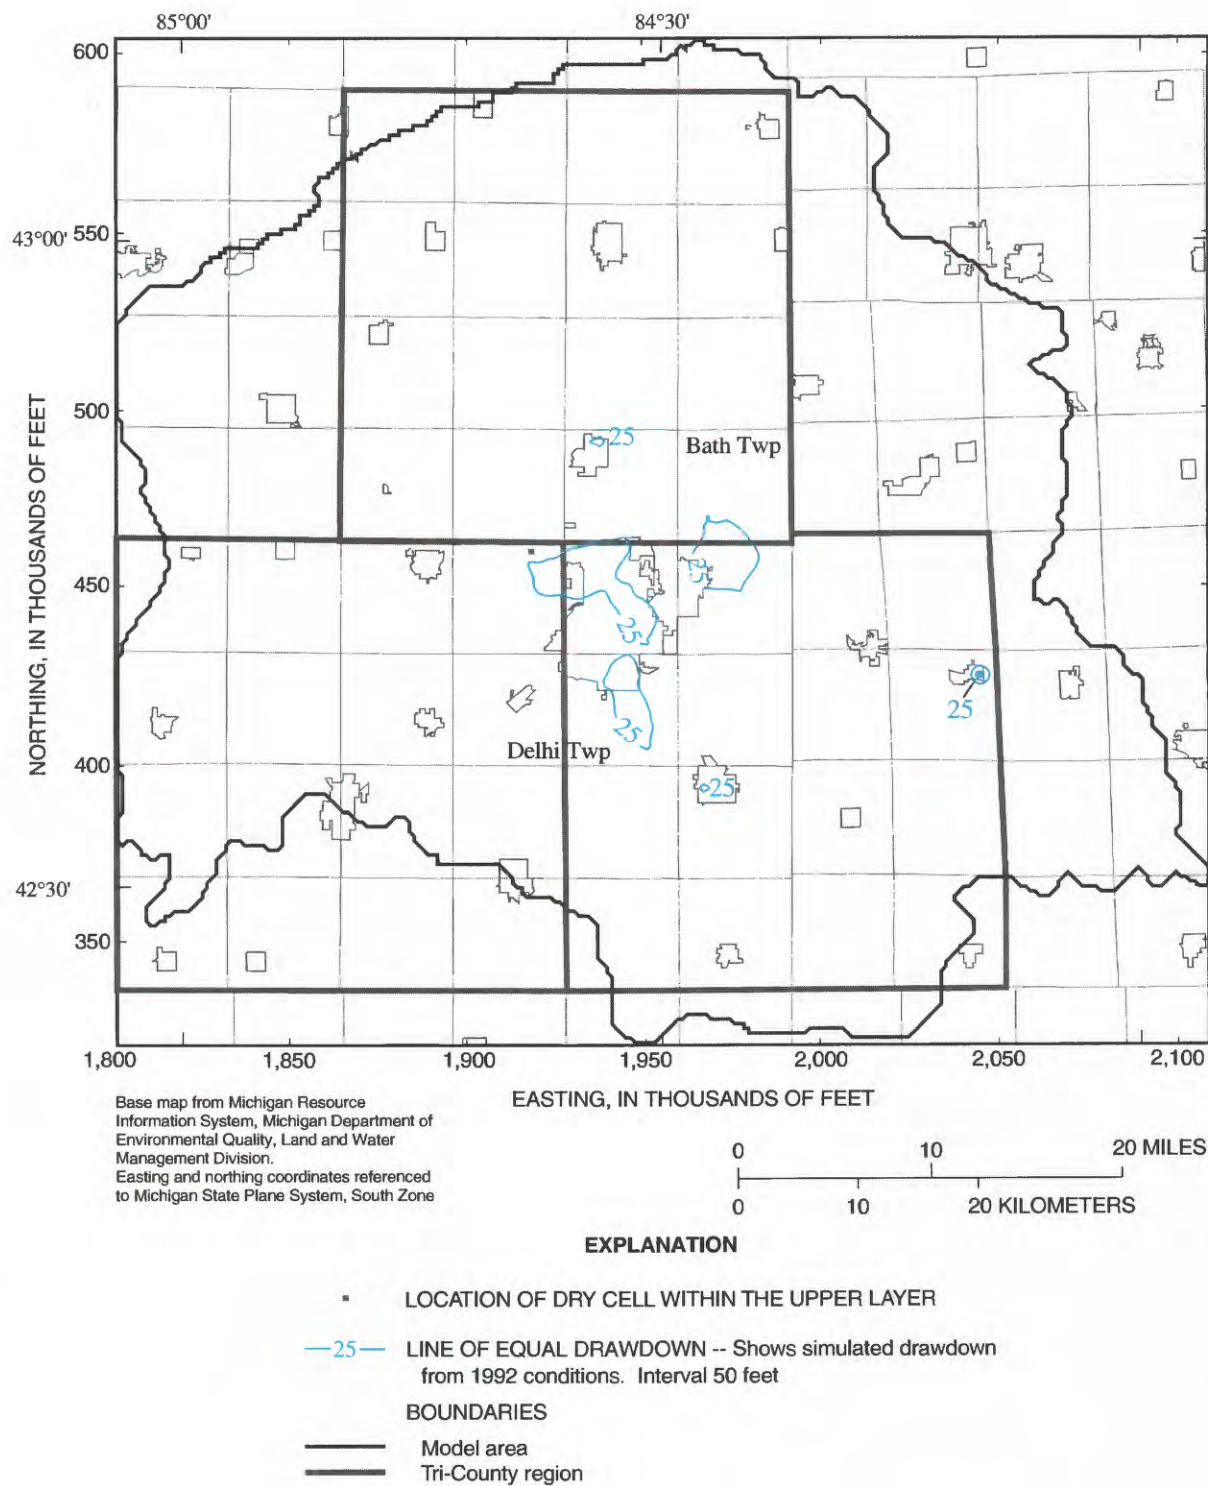 85°00' 84°30'
600
550
43°00'
500
450
400
42°30'
350
NORTHING, IN THOUSANDS OF FEET
25
Bath Twp
25
25
25
25
Delhi Twp
25
1,800 1,850 1,900 1,950 2,000 2,050 2,100
EASTING, IN THOUSANDS OF FEET
Base map from Michigan Resource
Information System, Michigan Department of
Environmental Quality, Land and Water
Management Division.
Easting and northing coordinates referenced
to Michigan State Plane System, South Zone
0 10 20 MILES
0 10 20 KILOMETERS
EXPLANATION
LOCATION OF DRY CELL WITHIN THE UPPER LAYER
25 LINE OF EQUAL DRAWDOWN -- Shows simulated drawdown
from 1992 conditions. Interval 50 feet
BOUNDARIES
Model area
Tri-County region